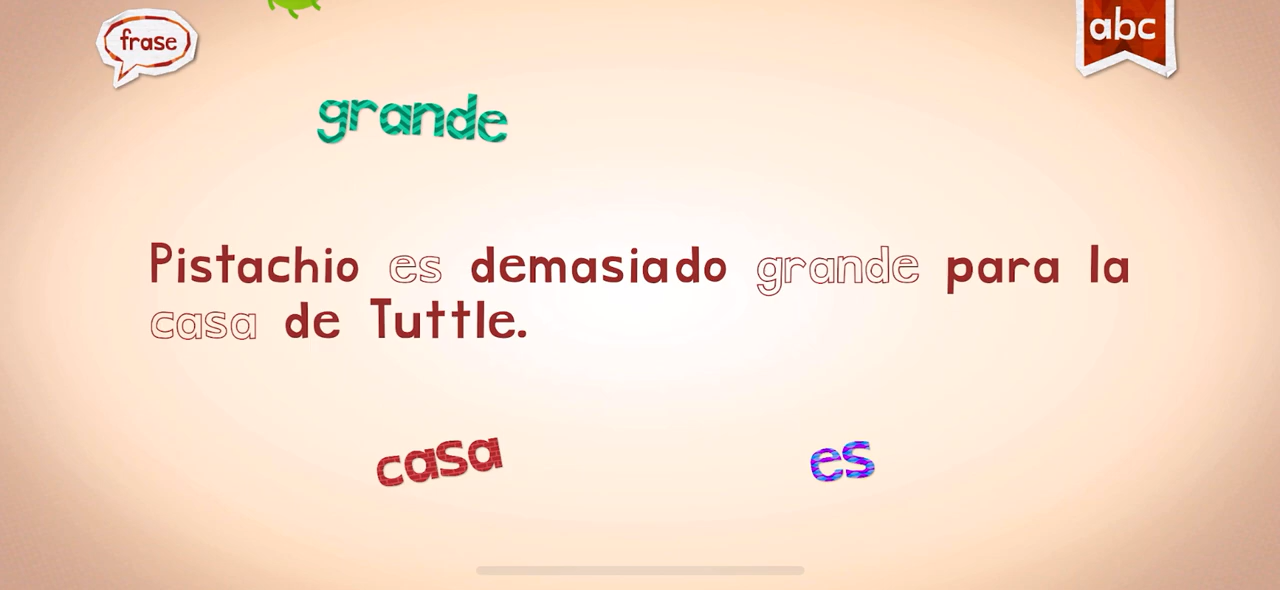 frase
abc
grande
Pistachio es demasiado grande para la
casa de Tuttle.
casa
es